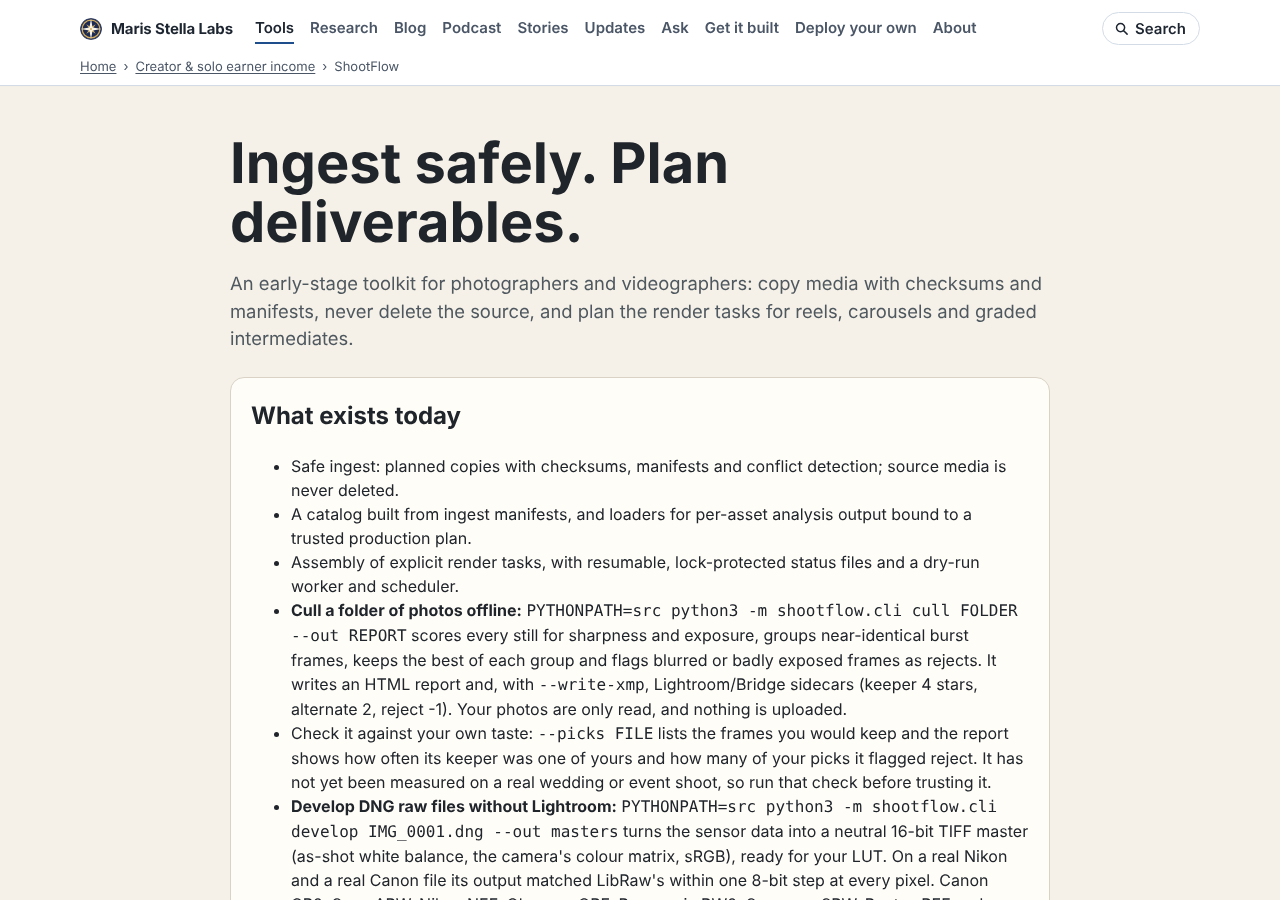 Maris Stella Labs Tools Research Blog Podcast Stories Updates Ask Get it built Deploy your own About Search
Home › Creator & solo earner income › ShootFlow
Ingest safely. Plan
deliverables.
An early-stage toolkit for photographers and videographers: copy media with checksums and
manifests, never delete the source, and plan the render tasks for reels, carousels and graded
intermediates.
What exists today
• Safe ingest: planned copies with checksums, manifests and conflict detection; source media is
never deleted.
• A catalog built from ingest manifests, and loaders for per-asset analysis output bound to a
trusted production plan.
• Assembly of explicit render tasks, with resumable, lock-protected status files and a dry-run
worker and scheduler.
• Cull a folder of photos offline: PYTHONPATH=src python3 -m shootflow.cli cull FOLDER
--out REPORT scores every still for sharpness and exposure, groups near-identical burst
frames, keeps the best of each group and flags blurred or badly exposed frames as rejects. It
writes an HTML report and, with --write-xmp, Lightroom/Bridge sidecars (keeper 4 stars,
alternate 2, reject -1). Your photos are only read, and nothing is uploaded.
• Check it against your own taste: --picks FILE lists the frames you would keep and the report
shows how often its keeper was one of yours and how many of your picks it flagged reject. It has
not yet been measured on a real wedding or event shoot, so run that check before trusting it.
• Develop DNG raw files without Lightroom: PYTHONPATH=src python3 -m shootflow.cli
develop IMG_0001.dng --out masters turns the sensor data into a neutral 16-bit TIFF master
(as-shot white balance, the camera's colour matrix, sRGB), ready for your LUT. On a real Nikon
and a real Canon file its output matched LibRaw's within one 8-bit step at every pixel. Canon